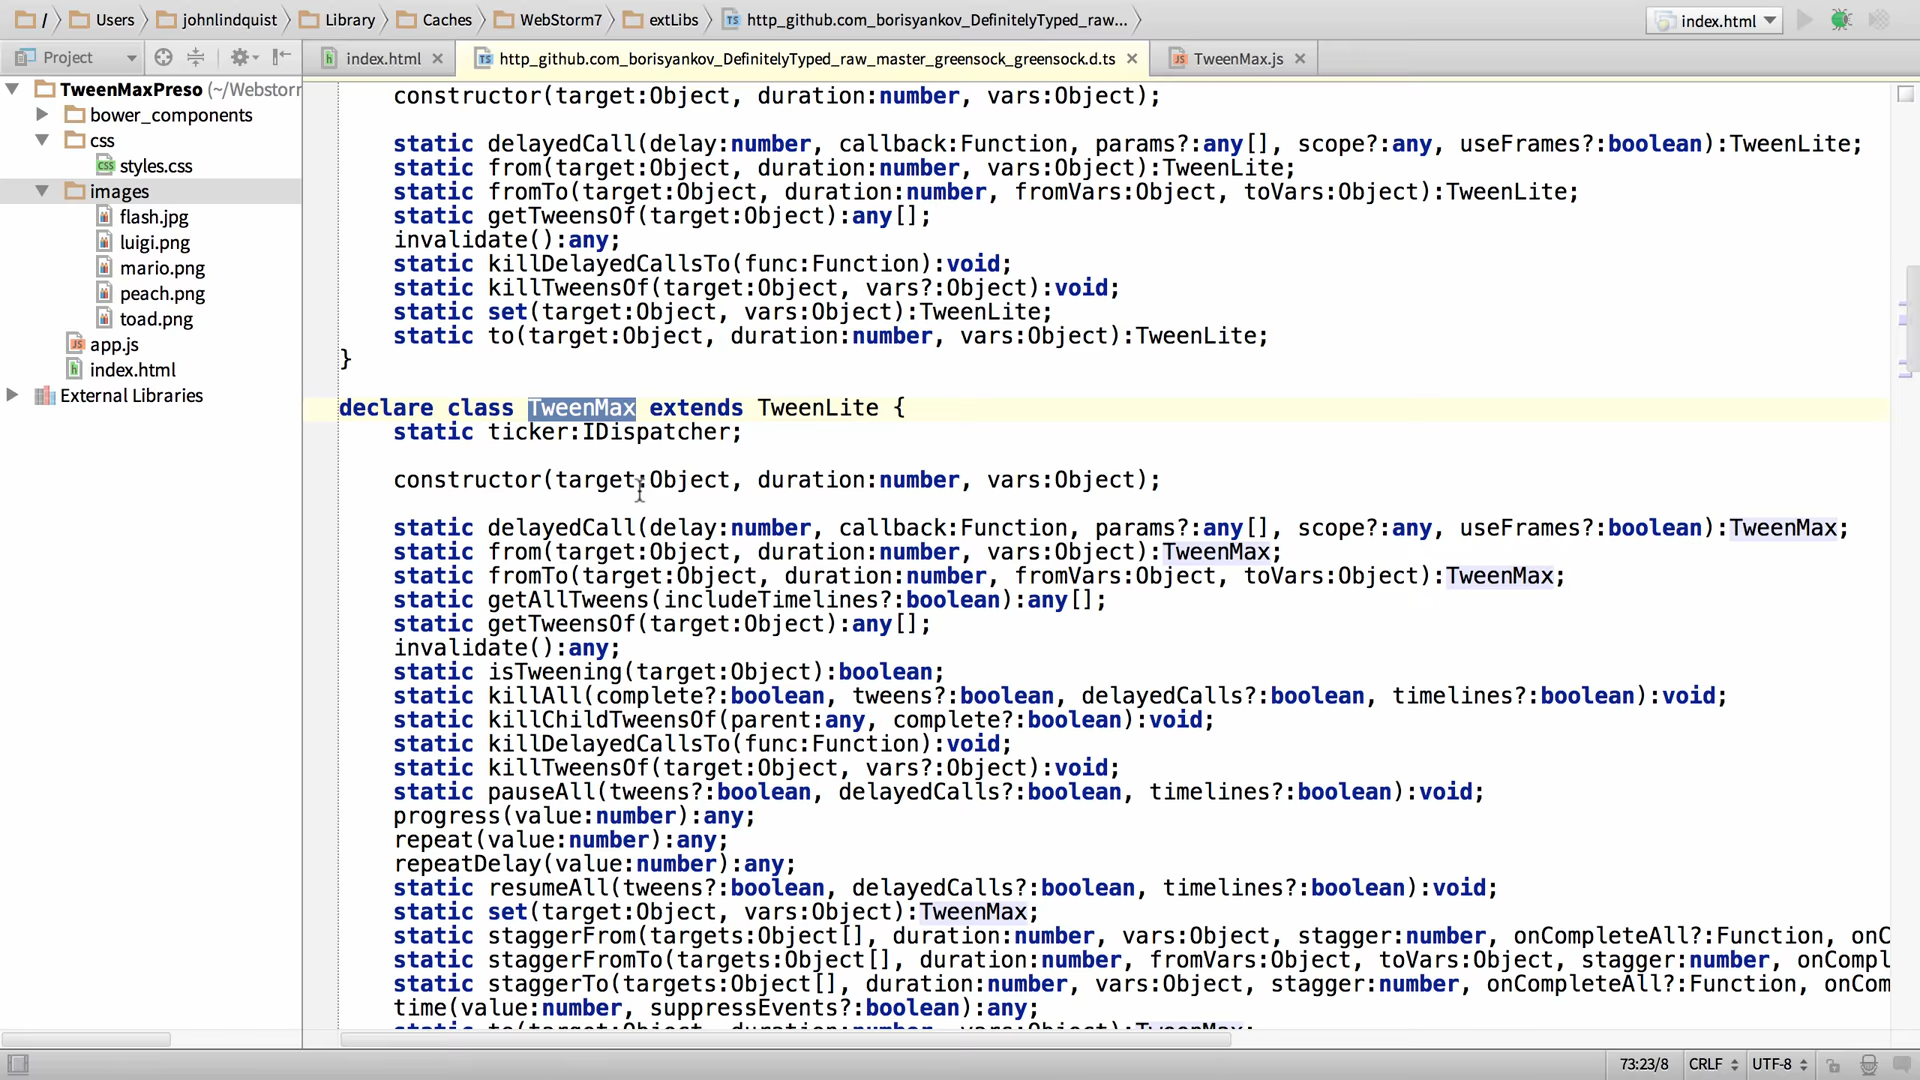 / Users johnlindquist Library Caches WebStorm7 extLibs http_github.com_borisyankov_DefinitelyTyped_raw... index.html
Project index.html http_github.com_borisyankov_DefinitelyTyped_raw_master_greensock_greensock.d.ts TweenMax.js
TweenMaxPreso (~/Webstorr
bower_components
css
styles.css
images
flash.jpg
luigi.png
mario.png
peach.png
toad.png
app.js
index.html
External Libraries
constructor(target:Object, duration:number, vars:Object);
static delayedCall(delay:number, callback:Function, params?:any[], scope?:any, useFrames?:boolean):TweenLite;
static from(target:Object, duration:number, vars:Object):TweenLite;
static fromTo(target:Object, duration:number, fromVars:Object, toVars:Object):TweenLite;
static getTweensOf(target:Object):any[];
invalidate():any;
static killDelayedCallsTo(func:Function):void;
static killTweensOf(target:Object, vars?:Object):void;
static set(target:Object, vars:Object):TweenLite;
static to(target:Object, duration:number, vars:Object):TweenLite;
}
declare class TweenMax extends TweenLite {
static ticker:IDispatcher;
constructor(target:Object, duration:number, vars:Object);
static delayedCall(delay:number, callback:Function, params?:any[], scope?:any, useFrames?:boolean):TweenMax;
static from(target:Object, duration:number, vars:Object):TweenMax;
static fromTo(target:Object, duration:number, fromVars:Object, toVars:Object):TweenMax;
static getAllTweens(includeTimelines?:boolean):any[];
static getTweensOf(target:Object):any[];
invalidate():any;
static isTweening(target:Object):boolean;
static killAll(complete?:boolean, tweens?:boolean, delayedCalls?:boolean, timelines?:boolean):void;
static killChildTweensOf(parent:any, complete?:boolean):void;
static killDelayedCallsTo(func:Function):void;
static killTweensOf(target:Object, vars?:Object):void;
static pauseAll(tweens?:boolean, delayedCalls?:boolean, timelines?:boolean):void;
progress(value:number):any;
repeat(value:number):any;
repeatDelay(value:number):any;
static resumeAll(tweens?:boolean, delayedCalls?:boolean, timelines?:boolean):void;
static set(target:Object, vars:Object):TweenMax;
static staggerFrom(targets:Object[], duration:number, vars:Object, stagger:number, onCompleteAll?:Function, onC
static staggerFromTo(targets:Object[], duration:number, fromVars:Object, toVars:Object, stagger:number, onCompl
static staggerTo(targets:Object[], duration:number, vars:Object, stagger:number, onCompleteAll?:Function, onCom
time(value:number, suppressEvents?:boolean):any;
static to(target:Object, duration:number, vars:Object):TweenMax;
73:23/8 CRLF UTF-8